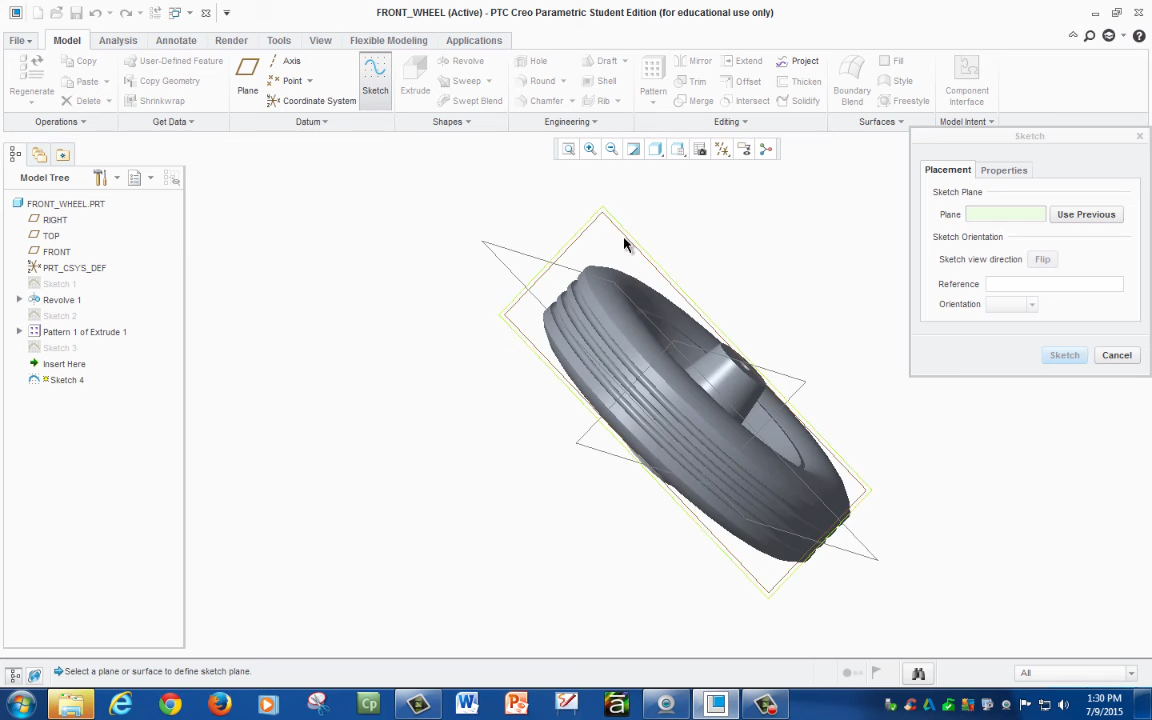 FRONT_WHEEL (Active) - PTC Creo Parametric Student Edition (for educational use only)
File Model Analysis Annotate Render Tools View Flexible Modeling Applications
Copy User-Defined Feature Axis Revolve Hole Draft Mirror Extend Project Fill
Paste Copy Geometry Point Sweep Round Shell Trim Offset Thicken Style
Regenerate Plane Sketch Extrude Pattern Boundary Blend Component Interface
Delete Shrinkwrap Coordinate System Swept Blend Chamfer Rib Merge Intersect Solidify Freestyle
Operations Get Data Datum Shapes Engineering Editing Surfaces Model Intent
Sketch
Placement Properties
Sketch Plane
Plane Use Previous
Sketch Orientation
Sketch view direction Flip
Reference
Orientation
Sketch Cancel
Model Tree
FRONT_WHEEL.PRT
RIGHT
TOP
FRONT
PRT_CSYS_DEF
Sketch 1
Revolve 1
Sketch 2
Pattern 1 of Extrude 1
Sketch 3
Insert Here
Sketch 4
Select a plane or surface to define sketch plane.
All
Cp
1:30 PM
7/9/2015